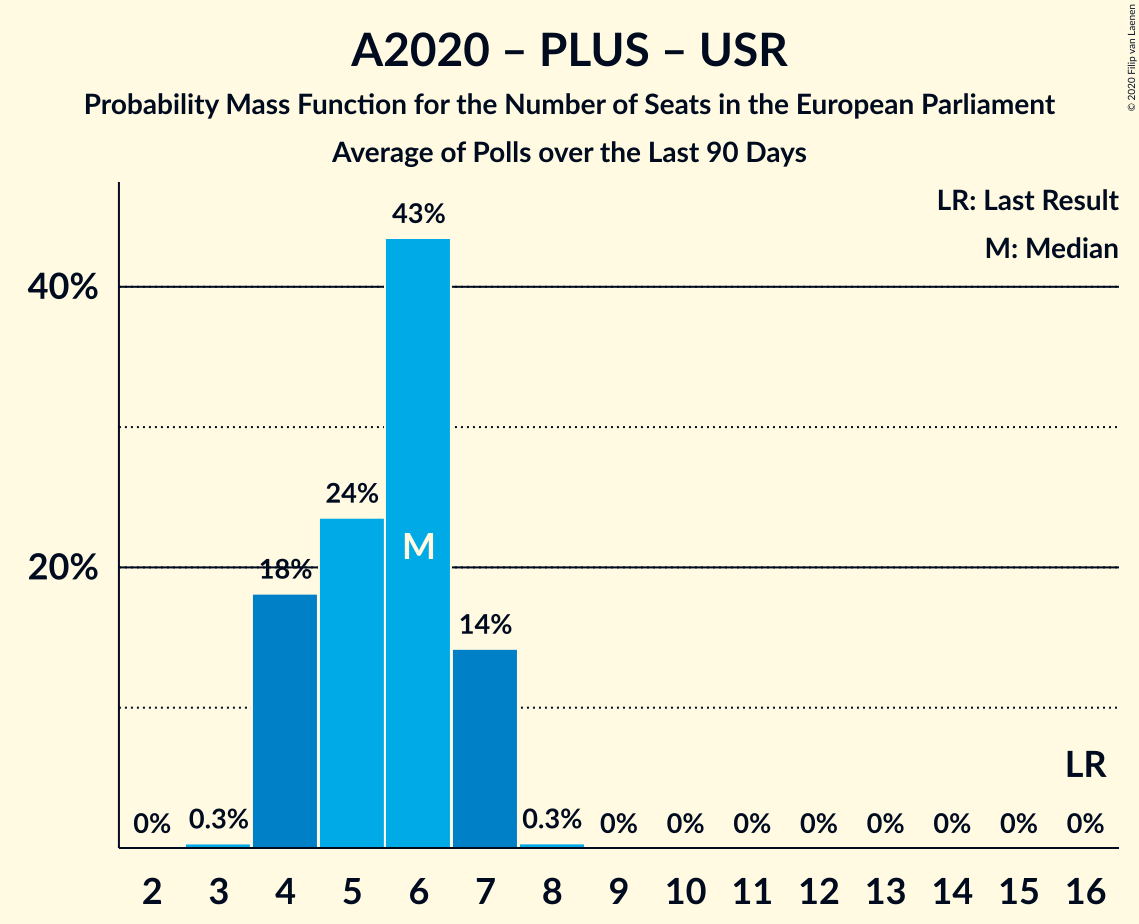 A2020 – PLUS – USR
Probability Mass Function for the Number of Seats in the European Parliament
Average of Polls over the Last 90 Days
© 2020 Filip van Laenen
LR: Last Result
M: Median
43%
40%
24%
M
20%
18%
14%
LR
0% 0.3% 0.3% 0% 0% 0% 0% 0% 0% 0% 0%
2 3 4 5 6 7 8 9 10 11 12 13 14 15 16